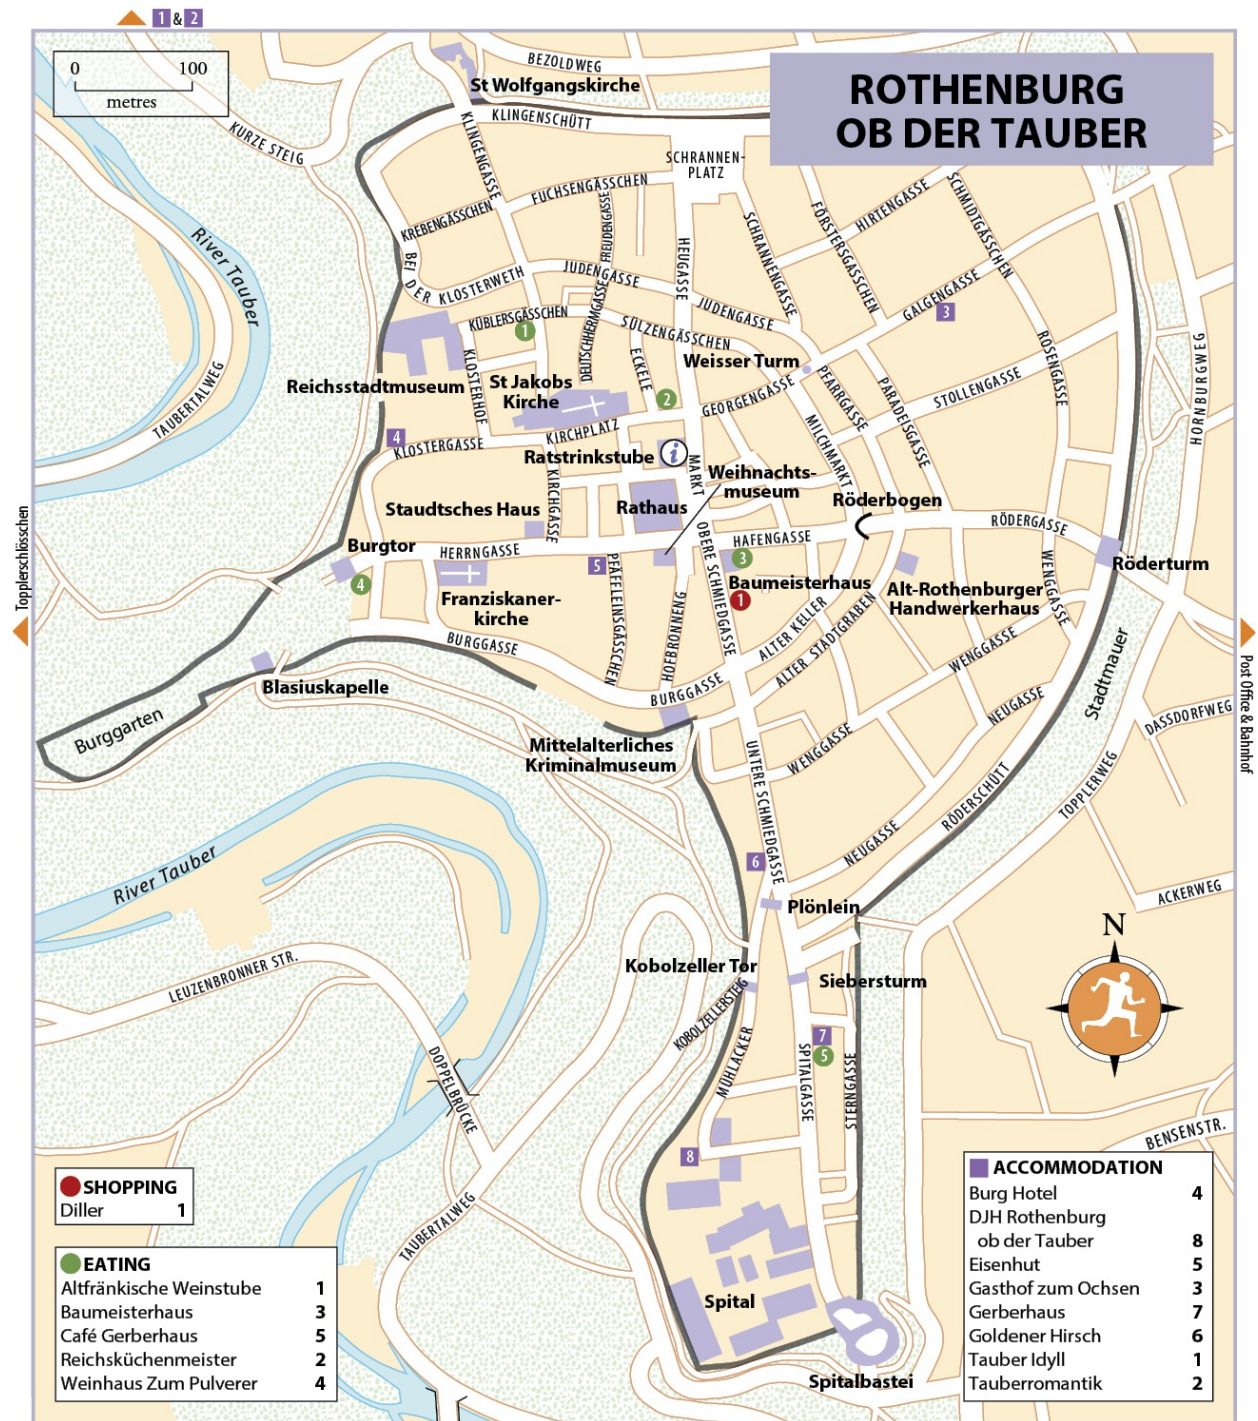 1 & 2
0 100
metres
ROTHENBURG
OB DER TAUBER
BEZOLDWEG
St Wolfgangskirche
KLINGENSCHÜTT
KURZE STEIG
KLINGENGASSE
SCHRANNEN-
PLATZ
FUCHSENGÄSSCHEN
KREBENGÄSSCHEN
FREUDENGASSE
HIRTENGASSE
SCHMIDTGÄSSCHEN
FÖRSTERSGÄSSCHEN
SCHRANNENGASSE
HEUGASSE
River Tauber
BEI DER KLOSTERWETH
JUDENGASSE
JUDENGASSE
GALGENGASSE
3
KÜBLERSGÄSSCHEN
1
DEUTSCHHERMGASSE
SÜLZENGÄSSCHEN
ECKELE
Weisser Turm
ROSENGASSE
HORNBURGWEG
TAUBERTALWEG
Reichsstadtmuseum
KLOSTERHOF
St Jakobs
Kirche
2
GEORGENGASSE
PFARRGASSE
PARADEISGASSE
STOLLENGASSE
MILCHMARKT
4
KLOSTERGASSE
KIRCHPLATZ
Ratstrinkstube
i
MARKT
Weihnachts-
museum
KIRCHGASSE
Staudtsches Haus
Rathaus
Röderbogen
RÖDERGASSE
Topplerschlösschen
Burgtor
HERRNGASSE
4
5
OBERE SCHMIEDGASSE
HAFENGASSE
3
Baumeisterhaus
1
Alt-Rothenburger
Handwerkerhaus
WENGGASSE
Röderturm
Franziskaner-
kirche
PFÄFFLEINSGÄSSCHEN
HOFBRONNENG
ALTER KELLER
ALTER STADTGRABEN
WENGGASSE
BURGGASSE
BURGGASSE
Blasiuskapelle
Burggarten
Mittelalterliches
Kriminalmuseum
WENGGASSE
NEUGASSE
Stadtmauer
DASSDORFWEG
Post Office & Bahnhof
UNTERE SCHMIEDGASSE
RÖDERSCHÜTT
TOPPLERWEG
NEUGASSE
6
River Tauber
ACKERWEG
Plönlein
N
LEUZENBRONNER STR.
Kobolzeller Tor
Siebersturm
KOBOLZELLERSTEIG
DOPPELBRÜCKE
MÜHLACKER
7
5
SPITALGASSE
STERNGASSE
BENSENSTR.
8
TAUBERTALWEG
Spital
Spitalbastei
SHOPPING
Diller 1
EATING
Altfränkische Weinstube 1
Baumeisterhaus 3
Café Gerberhaus 5
Reichsküchenmeister 2
Weinhaus Zum Pulverer 4
ACCOMMODATION
Burg Hotel 4
DJH Rothenburg
ob der Tauber 8
Eisenhut 5
Gasthof zum Ochsen 3
Gerberhaus 7
Goldener Hirsch 6
Tauber Idyll 1
Tauberromantik 2